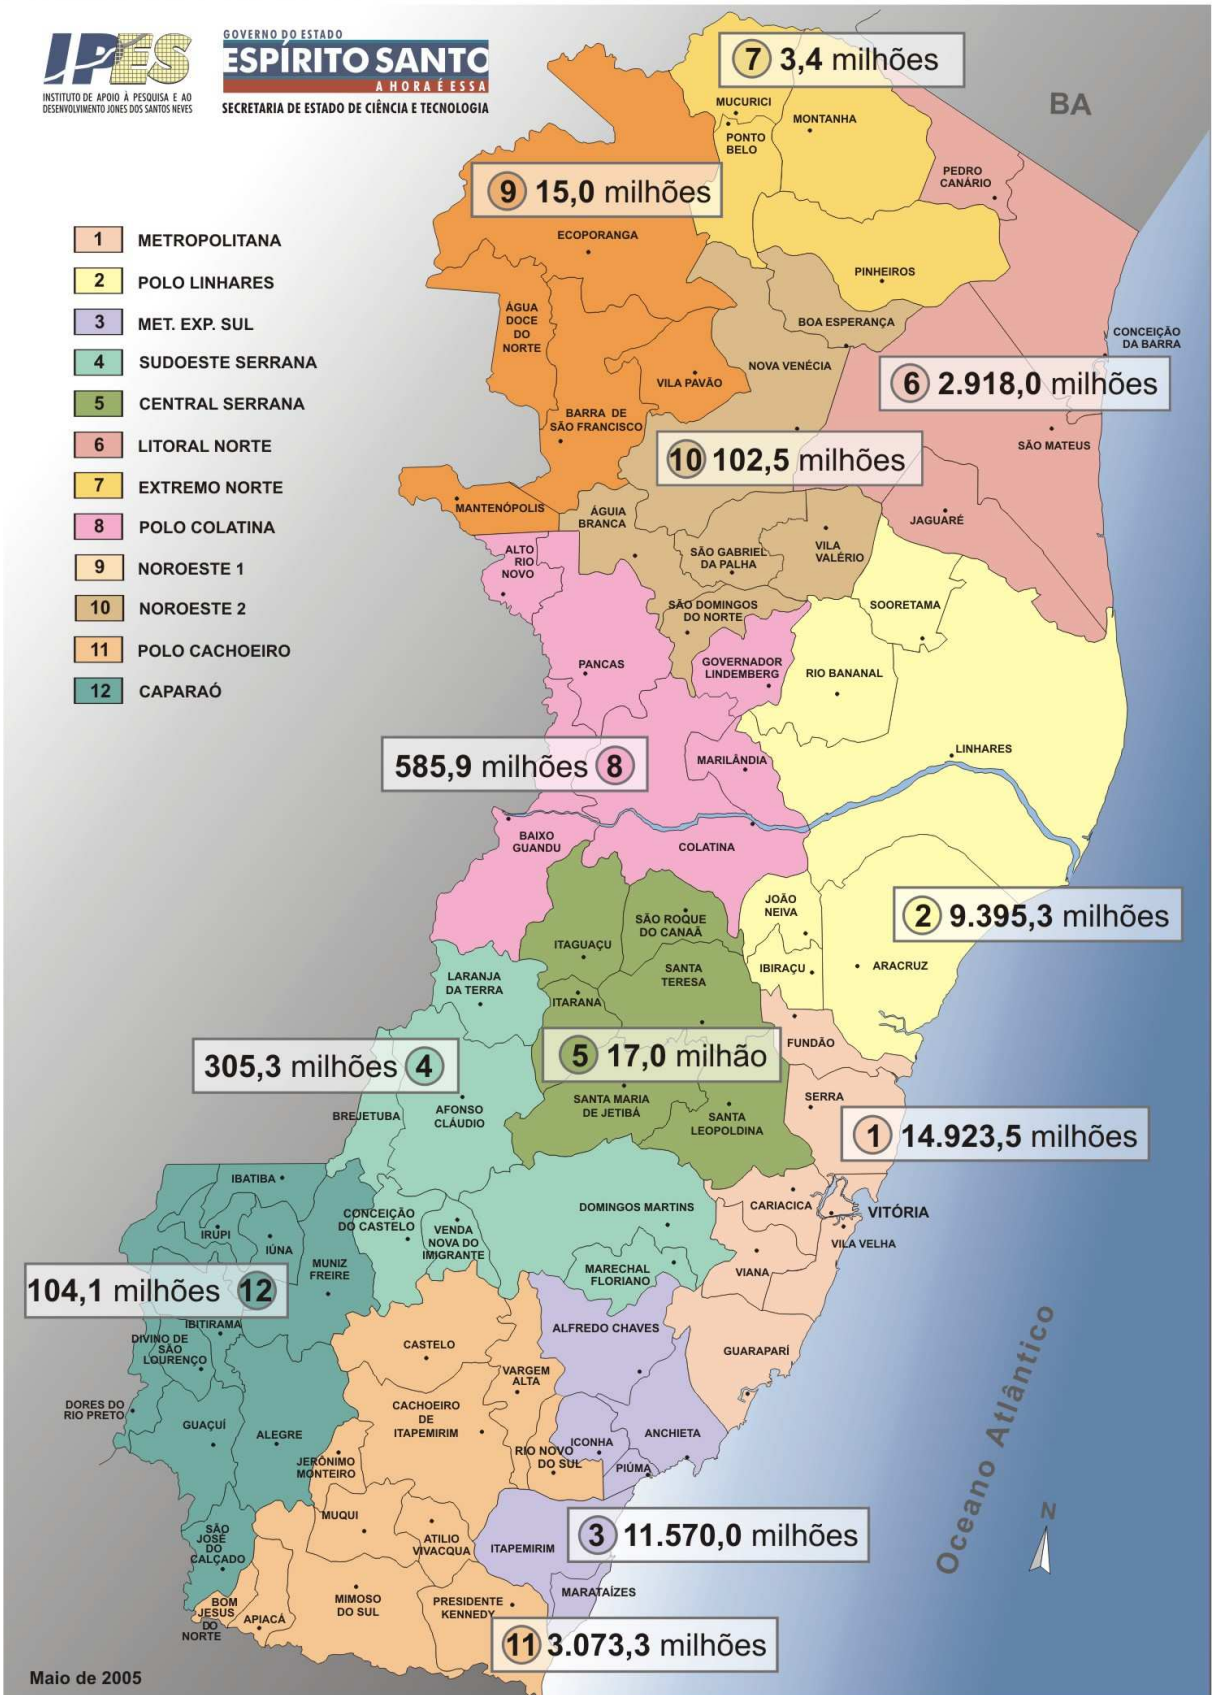 IPES
INSTITUTO DE APOIO À PESQUISA E AO
DESENVOLVIMENTO JONES DOS SANTOS NEVES
GOVERNO DO ESTADO
ESPÍRITO SANTO
A HORA É ESSA
SECRETARIA DE ESTADO DE CIÊNCIA E TECNOLOGIA
1 METROPOLITANA
2 POLO LINHARES
3 MET. EXP. SUL
4 SUDOESTE SERRANA
5 CENTRAL SERRANA
6 LITORAL NORTE
7 EXTREMO NORTE
8 POLO COLATINA
9 NOROESTE 1
10 NOROESTE 2
11 POLO CACHOEIRO
12 CAPARAÓ
7 3,4 milhões
BA
MUCURICI
MONTANHA
PONTO
BELO
PEDRO
CANÁRIO
9 15,0 milhões
ECOPORANGA
PINHEIROS
ÁGUA
DOCE
DO
NORTE
BOA ESPERANÇA
CONCEIÇÃO
DA BARRA
NOVA VENÉCIA
VILA PAVÃO
6 2.918,0 milhões
BARRA DE
SÃO FRANCISCO
SÃO MATEUS
10 102,5 milhões
MANTENÓPOLIS
ÁGUIA
BRANCA
JAGUARÉ
ALTO
RIO
NOVO
SÃO GABRIEL
DA PALHA
VILA
VALÉRIO
SÃO DOMINGOS
DO NORTE
SOORETAMA
PANCAS
GOVERNADOR
LINDEMBERG
RIO BANANAL
585,9 milhões 8
MARILÂNDIA
LINHARES
BAIXO
GUANDU
COLATINA
JOÃO
NEIVA
2 9.395,3 milhões
SÃO ROQUE
DO CANAÃ
ITAGUAÇU
IBIRAÇU
ARACRUZ
LARANJA
DA TERRA
SANTA
TERESA
ITARANA
FUNDÃO
305,3 milhões 4
5 17,0 milhão
BREJETUBA
AFONSO
CLÁUDIO
SANTA MARIA
DE JETIBÁ
SANTA
LEOPOLDINA
SERRA
1 14.923,5 milhões
IBATIBA
CONCEIÇÃO
DO CASTELO
DOMINGOS MARTINS
CARIACICA
VITÓRIA
VILA VELHA
IRUPI
IÚNA
VENDA
NOVA DO
IMIGRANTE
MUNIZ
FREIRE
MARECHAL
FLORIANO
VIANA
104,1 milhões 12
IBITIRAMA
DIVINO DE
SÃO
LOURENÇO
ALFREDO CHAVES
CASTELO
GUARAPARÍ
VARGEM
ALTA
DORES DO
RIO PRETO
GUAÇUÍ
ALEGRE
CACHOEIRO
DE
ITAPEMIRIM
ICONHA
ANCHIETA
RIO NOVO
DO SUL
JERÔNIMO
MONTEIRO
PIÚMA
Oceano Atlântico
N
MUQUI
ATILIO
VIVACQUA
ITAPEMIRIM
3 11.570,0 milhões
SÃO
JOSÉ
DO
CALÇADO
MARATAÍZES
MIMOSO
DO SUL
PRESIDENTE
KENNEDY
BOM
JESUS
DO
NORTE
APIACÁ
11 3.073,3 milhões
Maio de 2005